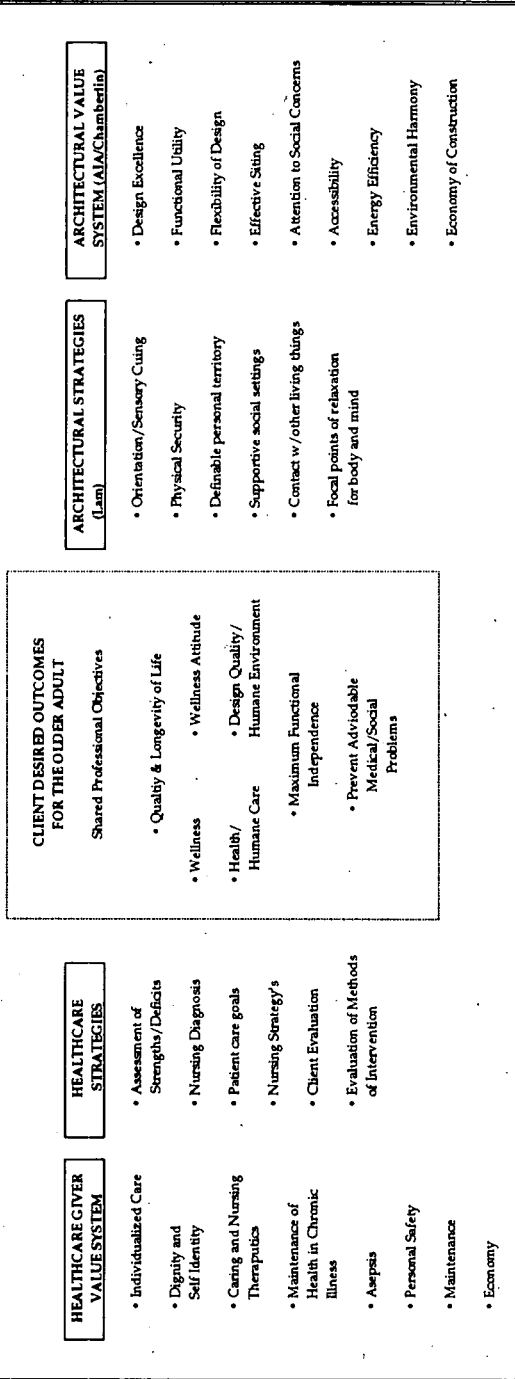 HEALTHCARE GIVER
VALUE SYSTEM
• Individualized Care
• Dignity and
Self Identity
• Caring and Nursing
Theraputics
• Maintenance of
Health in Chronic
Illness
• Asepsis
• Personal Safety
• Maintenance
• Economy
HEALTHCARE
STRATEGIES
• Assessment of
Strengths/Deficits
• Nursing Diagnosis
• Patient care goals
• Nursing Strategy's
• Client Evaluation
• Evaluation of Methods
of Intervention
CLIENT DESIRED OUTCOMES
FOR THE OLDER ADULT
Shared Professional Objectives
• Qualtiy & Longevity of Life
• Wellness • Wellness Attitude
• Health/ • Design Quality/
Humane Care Humane Environment
• Maximum Functional
Independence
• Prevent Adviodable
Medical/Social
Problems
ARCHITECTURAL STRATEGIES
(Lam)
• Orientation/Sensory Cuing
• Physical Security
• Definable personal territory
• Supportive social settings
• Contact w/other living things
• Focal points of relaxation
for body and mind
ARCHITECTURAL VALUE
SYSTEM (AIA/Chamberlin)
• Design Excellence
• Functional Utility
• Flexibility of Design
• Effective Siting
• Attention to Social Concerns
• Accessibility
• Energy Efficiency
• Environmental Harmony
• Economy of Construction